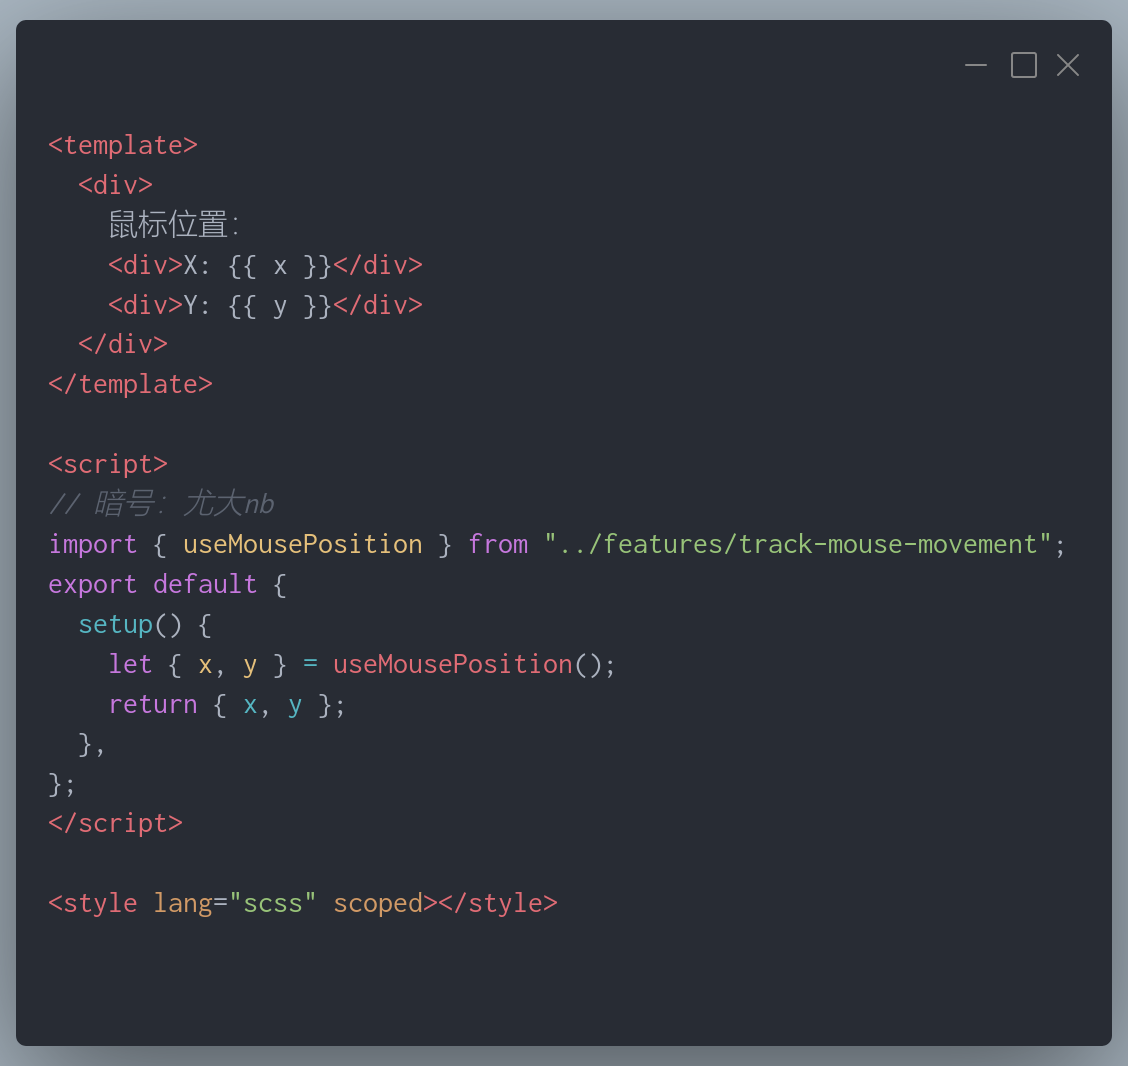 <template>
  <div>
    鼠标位置：
    <div>X: {{ x }}</div>
    <div>Y: {{ y }}</div>
  </div>
</template>

<script>
// 暗号：尤大nb
import { useMousePosition } from "../features/track-mouse-movement";
export default {
  setup() {
    let { x, y } = useMousePosition();
    return { x, y };
  },
};
</script>

<style lang="scss" scoped></style>